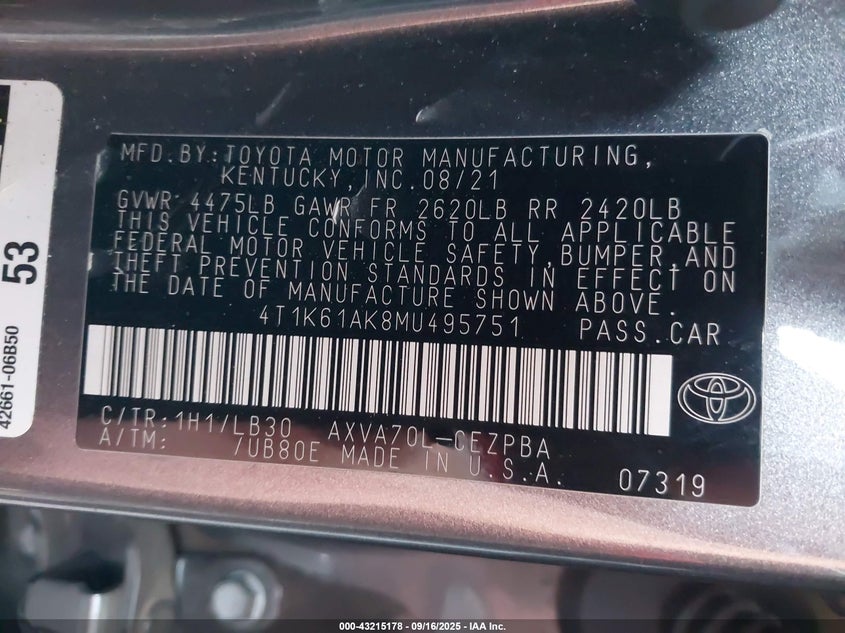 MFD.BY:TOYOTA MOTOR MANUFACTURING,
KENTUCKY,INC.08/21
GVWR 4475LB GAWR FR 2620LB RR 2420LB
THIS VEHICLE CONFORMS TO ALL APPLICABLE
FEDERAL MOTOR VEHICLE SAFETY,BUMPER,AND
THEFT PREVENTION STANDARDS IN EFFECT ON
THE DATE OF MANUFACTURE SHOWN ABOVE.
4T1K61AK8MU495751 PASS.CAR
C/TR:1H1/LB30 AXVA70L-CEZPBA
A/TM: /UB80E MADE IN U.S.A.
07319
53
42661-06B50
000-43215178 - 09/16/2025 - IAA Inc.